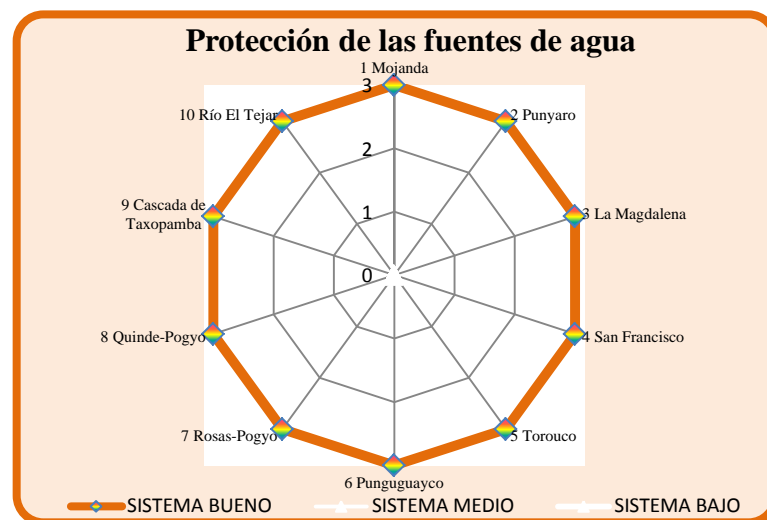 Protección de las fuentes de agua
1 Mojanda
2 Punyaro
3 La Magdalena
4 San Francisco
5 Torouco
6 Punguguayco
7 Rosas-Pogyo
8 Quinde-Pogyo
9 Cascada de
Taxopamba
10 Río El Tejar
3
2
1
0
SISTEMA BUENO
SISTEMA MEDIO
SISTEMA BAJO